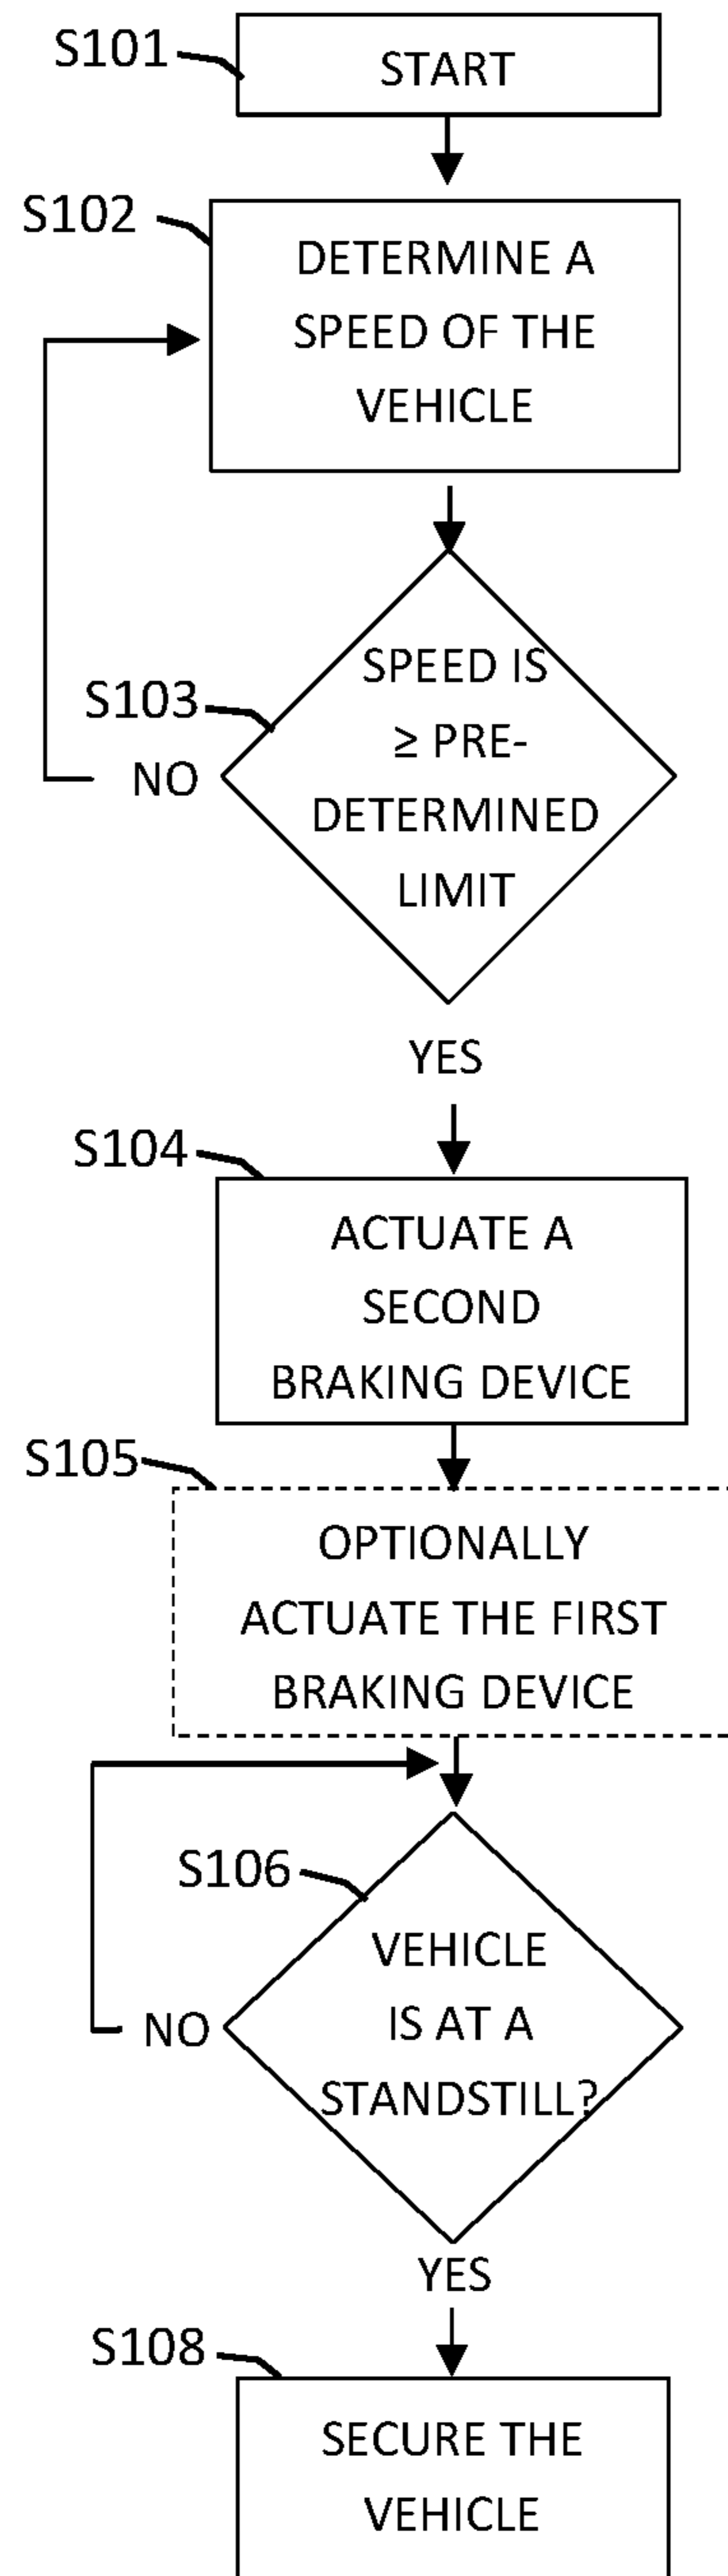 S101
START
S102
DETERMINE A
SPEED OF THE
VEHICLE
S103
SPEED IS
≥ PRE-
DETERMINED
LIMIT
NO
YES
S104
ACTUATE A
SECOND
BRAKING DEVICE
S105
OPTIONALLY
ACTUATE THE FIRST
BRAKING DEVICE
S106
VEHICLE
IS AT A
STANDSTILL?
NO
YES
S108
SECURE THE
VEHICLE